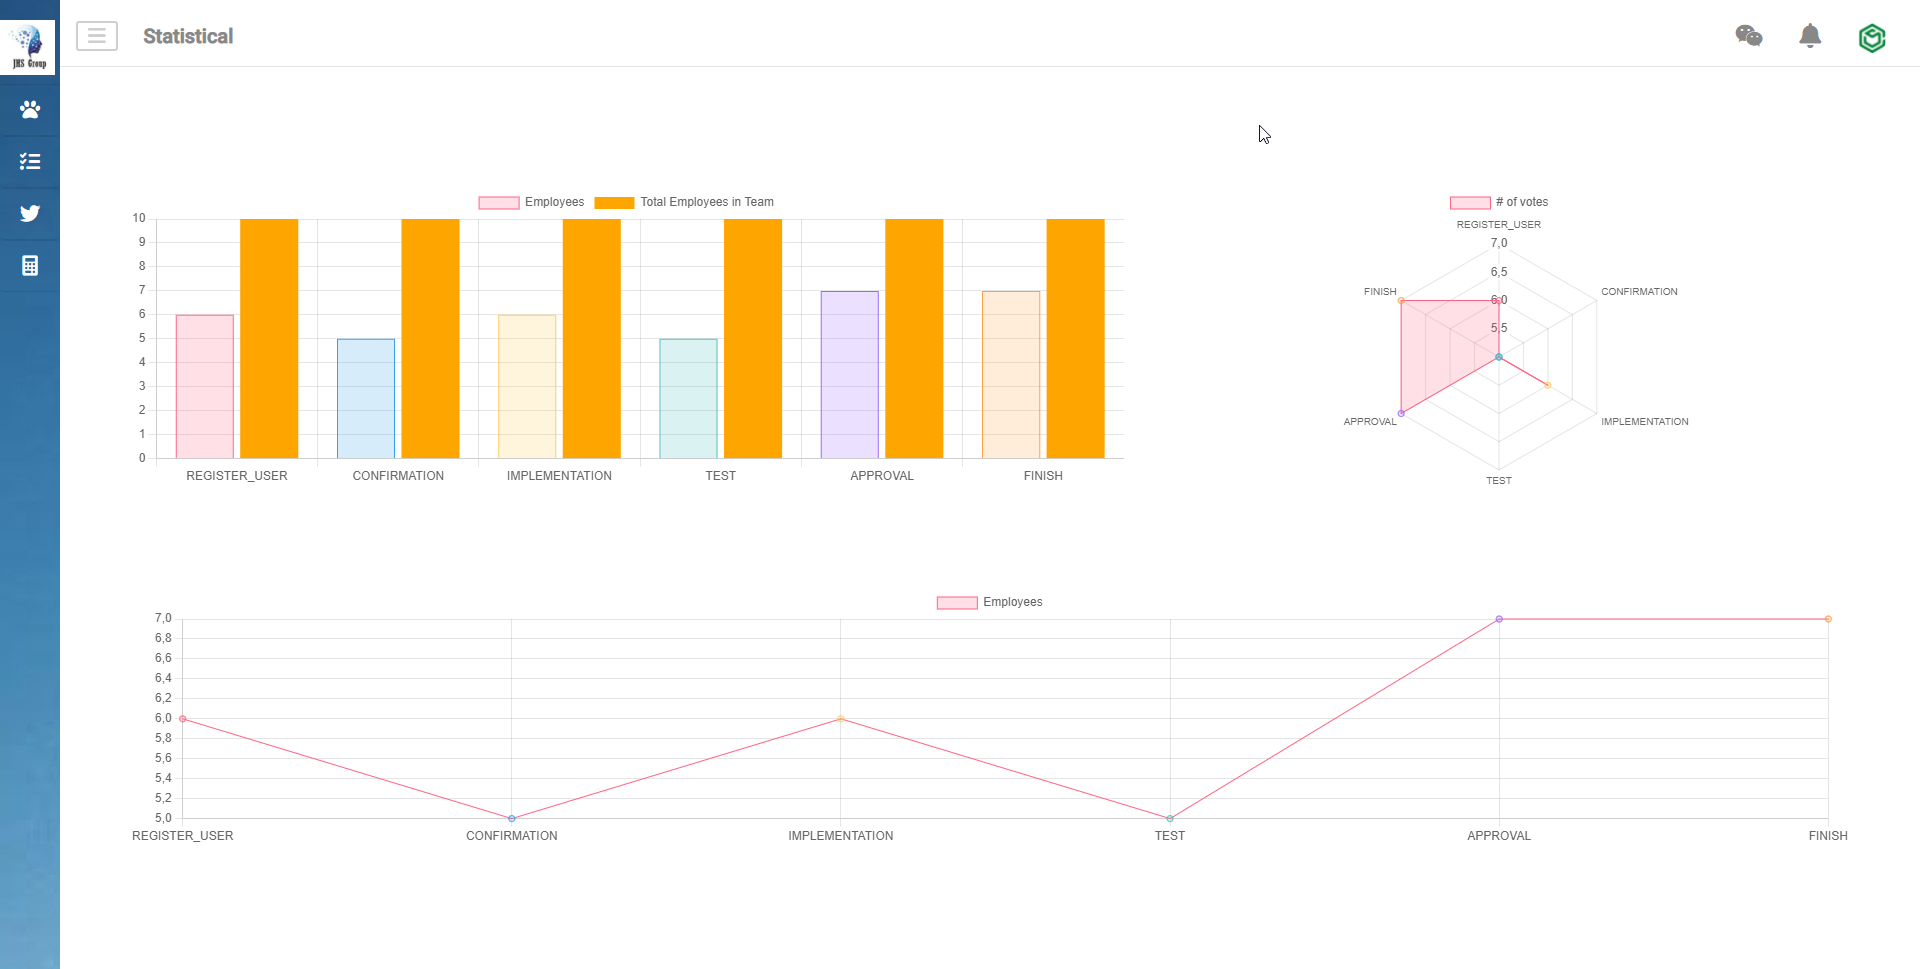 JHS Group
Statistical
Employees Total Employees in Team
10
9
8
7
6
5
4
3
2
1
0
REGISTER_USER CONFIRMATION IMPLEMENTATION TEST APPROVAL FINISH
# of votes
REGISTER_USER
7,0
6,5
6,0
5,5
FINISH CONFIRMATION
APPROVAL IMPLEMENTATION
TEST
Employees
7,0
6,8
6,6
6,4
6,2
6,0
5,8
5,6
5,4
5,2
5,0
REGISTER_USER CONFIRMATION IMPLEMENTATION TEST APPROVAL FINISH